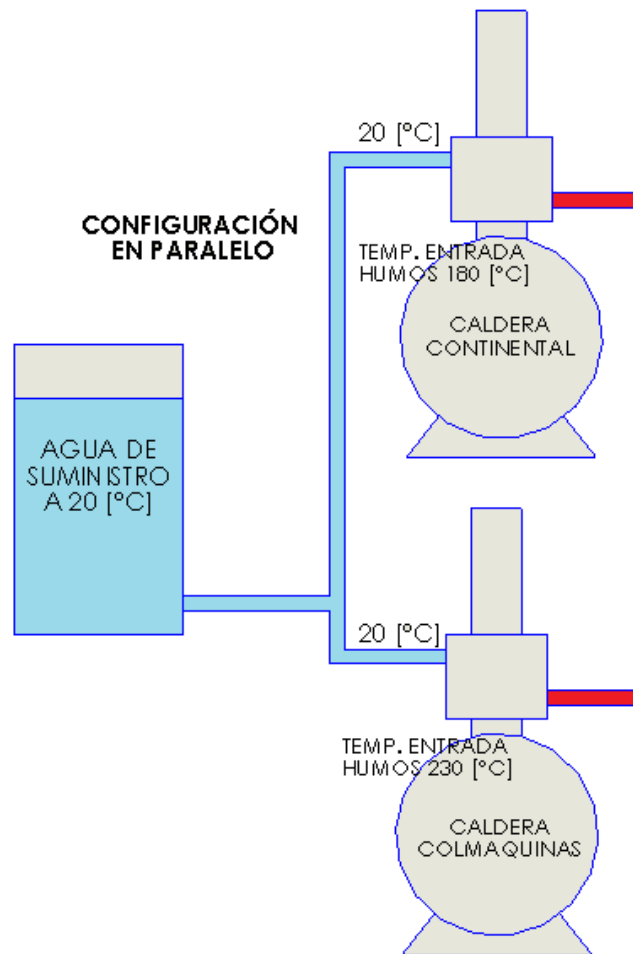 20 [°C]
CONFIGURACIÓN
EN PARALELO
TEMP. ENTRADA
HUMOS 180 [°C]
CALDERA
CONTINENTAL
AGUA DE
SUMINISTRO
A 20 [°C]
20 [°C]
TEMP. ENTRADA
HUMOS 230 [°C]
CALDERA
COLMAQUINAS